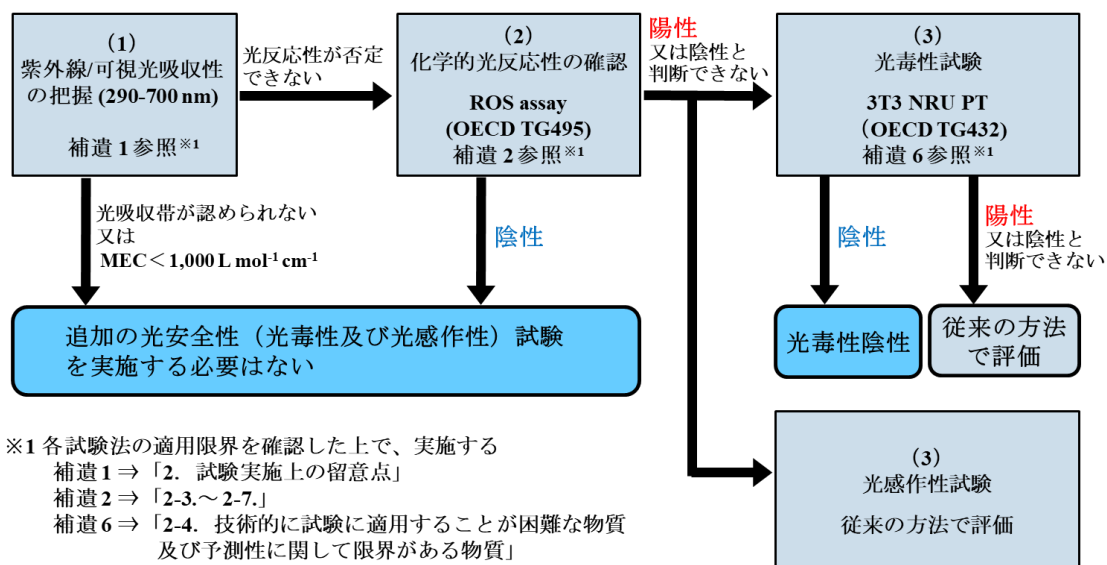 （1）
紫外線/可視光吸収性
の把握 (290-700 nm)
補遺 1 参照※1
光反応性が否定
できない
（2）
化学的光反応性の確認
ROS assay
(OECD TG495)
補遺 2 参照※1
陽性
又は陰性と
判断できない
（3）
光毒性試験
3T3 NRU PT
（OECD TG432)
補遺 6 参照※1
光吸収帯が認められない
又は
MEC＜1,000 L mol-1 cm-1
陰性
陰性
陽性
又は陰性と
判断できない
追加の光安全性（光毒性及び光感作性）試験
を実施する必要はない
光毒性陰性
従来の方法
で評価
※1 各試験法の適用限界を確認した上で、実施する
補遺 1 ⇒「2．試験実施上の留意点」
補遺 2 ⇒「2-3.～2-7.」
補遺 6 ⇒「2-4．技術的に試験に適用することが困難な物質
及び予測性に関して限界がある物質」
（3）
光感作性試験
従来の方法で評価